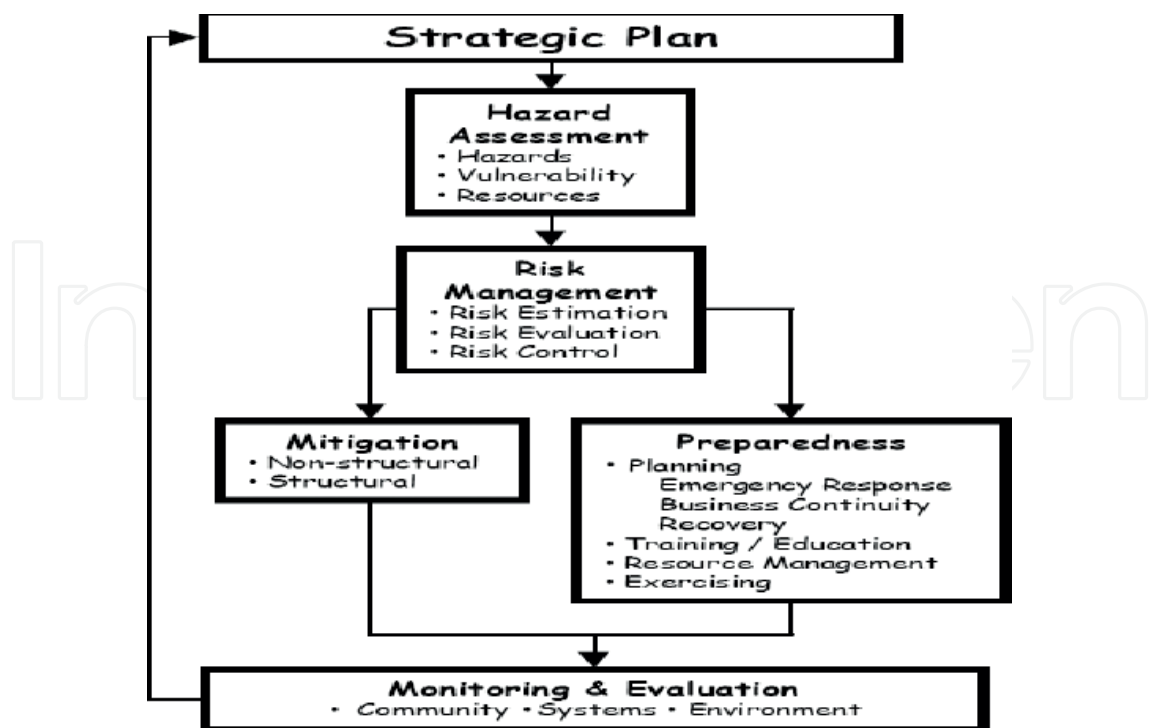 Strategic Plan
Hazard
Assessment
• Hazards
• Vulnerability
• Resources
Risk
Management
• Risk Estimation
• Risk Evaluation
• Risk Control
Mitigation
• Non-structural
• Structural
Preparedness
• Planning
Emergency Response
Business Continuity
Recovery
• Training / Education
• Resource Management
• Exercising
Monitoring & Evaluation
• Community • Systems • Environment